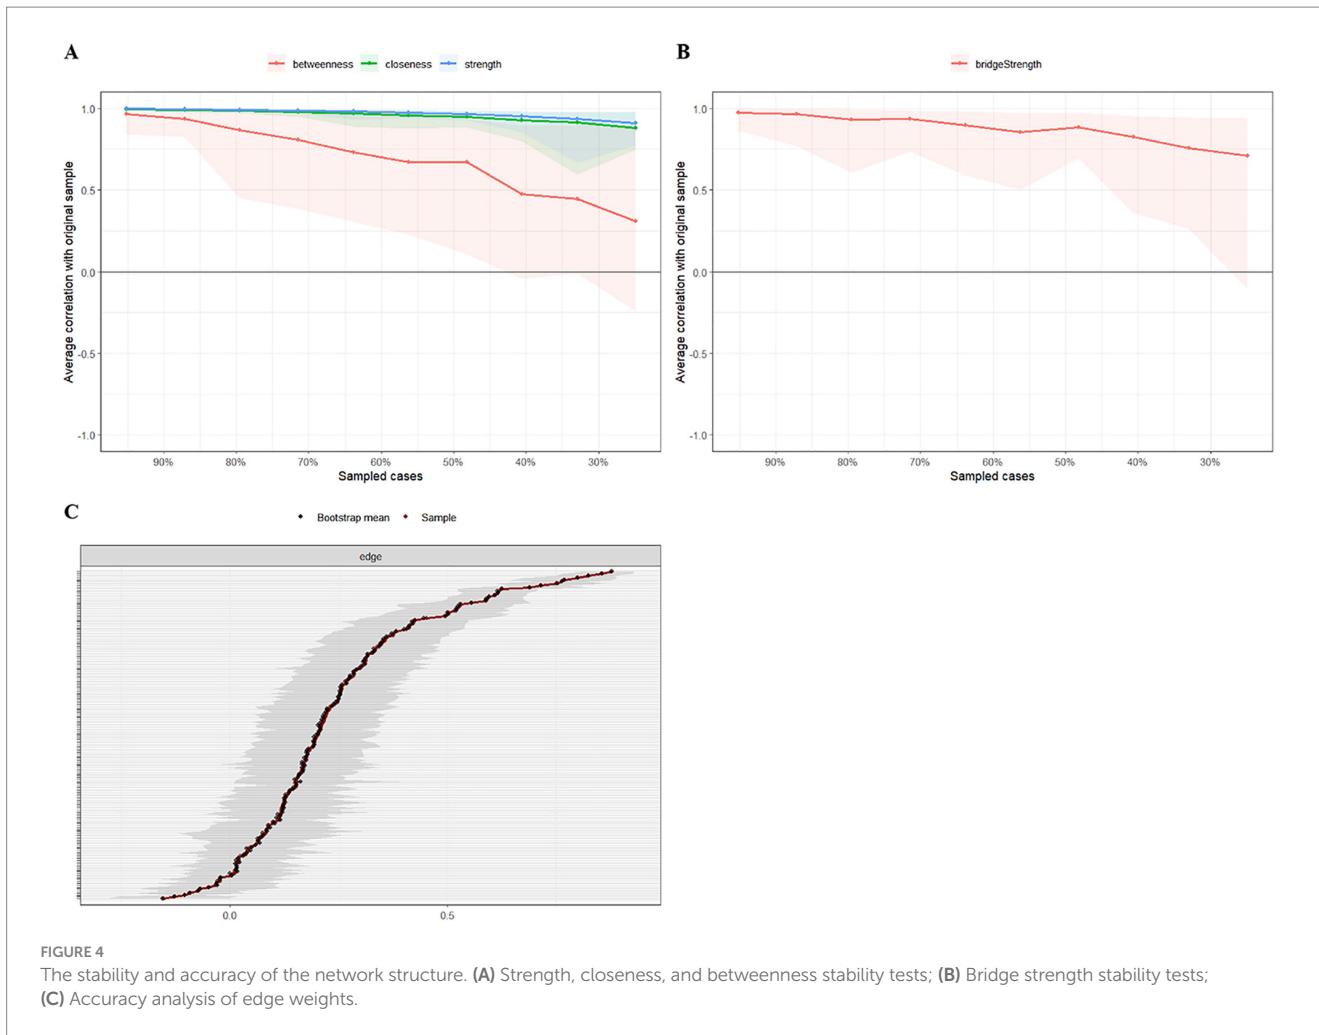 A
betweenness closeness strength
Average correlation with original sample
1.0
0.5
0.0
-0.5
-1.0
90% 80% 70% 60% 50% 40% 30%
Sampled cases
B
bridgeStrength
Average correlation with original sample
1.0
0.5
0.0
-0.5
-1.0
90% 80% 70% 60% 50% 40% 30%
Sampled cases
C
Bootstrap mean Sample
edge
0.0 0.5
FIGURE 4
The stability and accuracy of the network structure. (A) Strength, closeness, and betweenness stability tests; (B) Bridge strength stability tests;
(C) Accuracy analysis of edge weights.